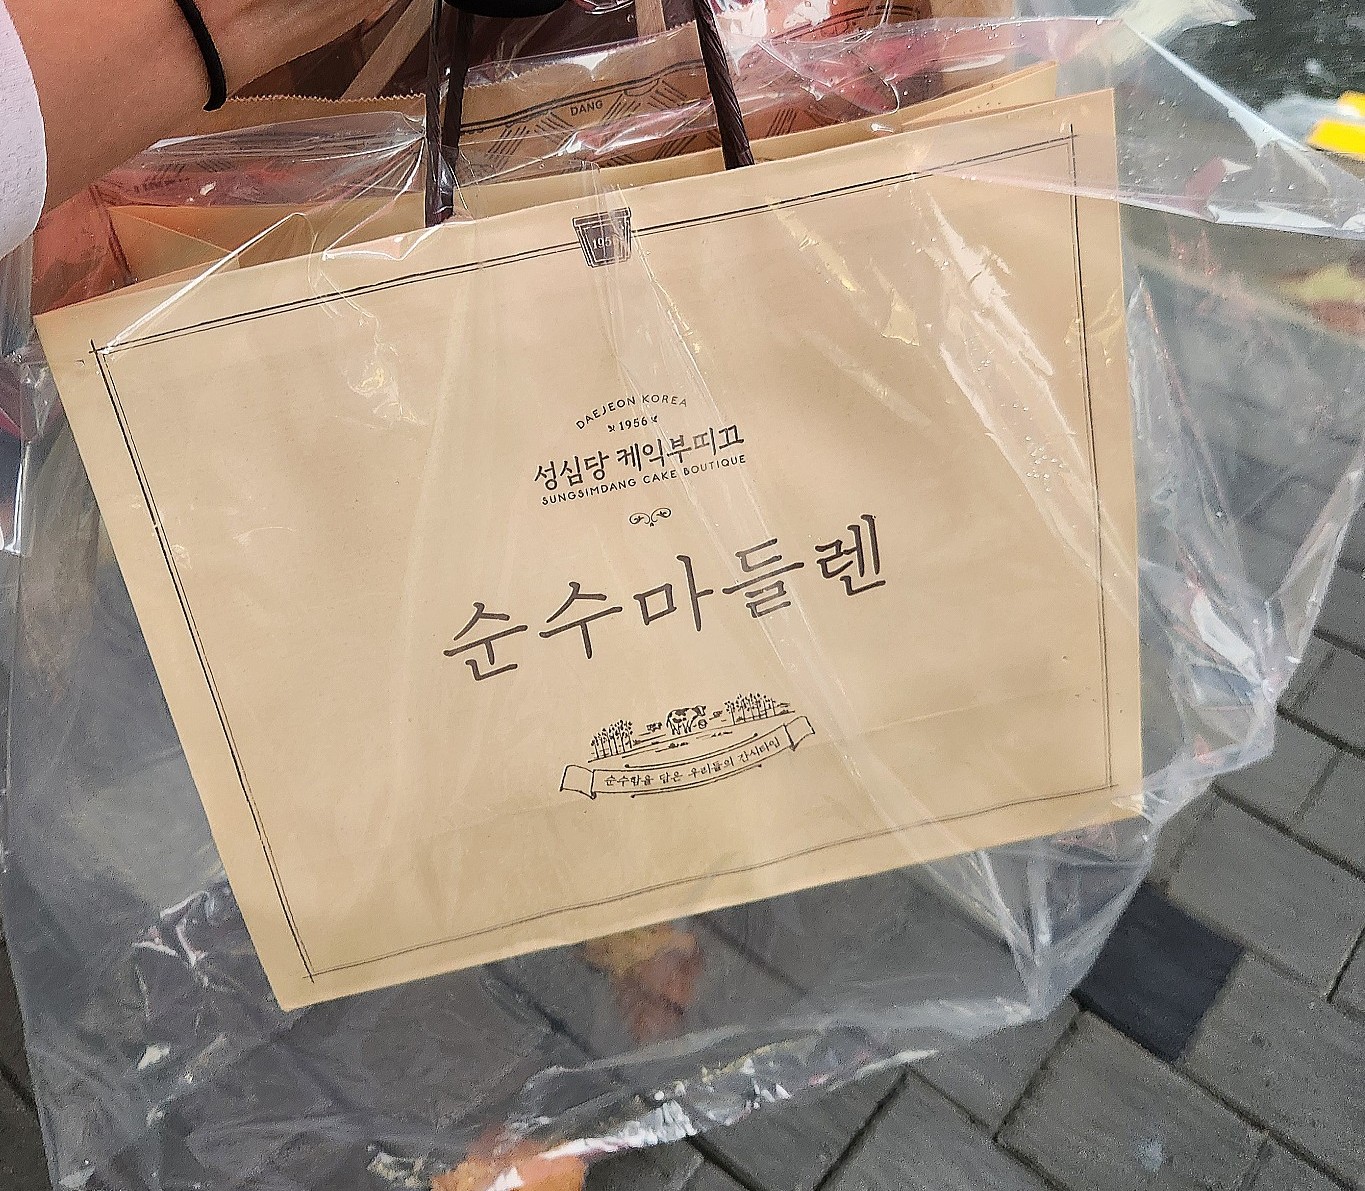 DANG
195
DAEJEON KOREA
1956
성심당 케익부띠끄
SUNGSIMDANG CAKE BOUTIQUE
순수마들렌
순수함을 담은 우리들의 간식타임